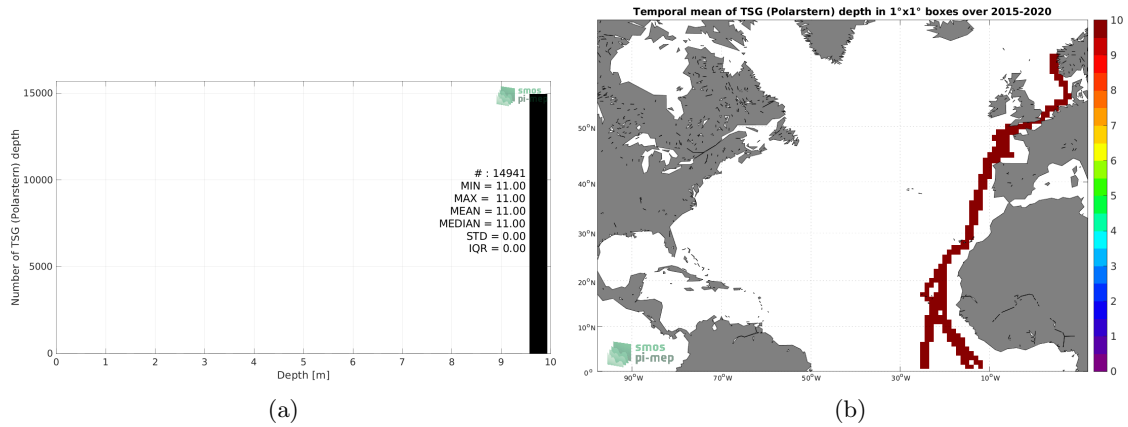 smos
pi-mep
15000
10000
5000
0
Number of TSG (Polarstern) depth
# : 14941
MIN = 11.00
MAX = 11.00
MEAN = 11.00
MEDIAN = 11.00
STD = 0.00
IQR = 0.00
0 1 2 3 4 5 6 7 8 9 10
Depth [m]
(a)
Temporal mean of TSG (Polarstern) depth in 1°x1° boxes over 2015-2020
50°N
40°N
30°N
20°N
10°N
0°
90°W 70°W 50°W 30°W 10°W
smos
pi-mep
10
9
8
7
6
5
4
3
2
1
0
(b)